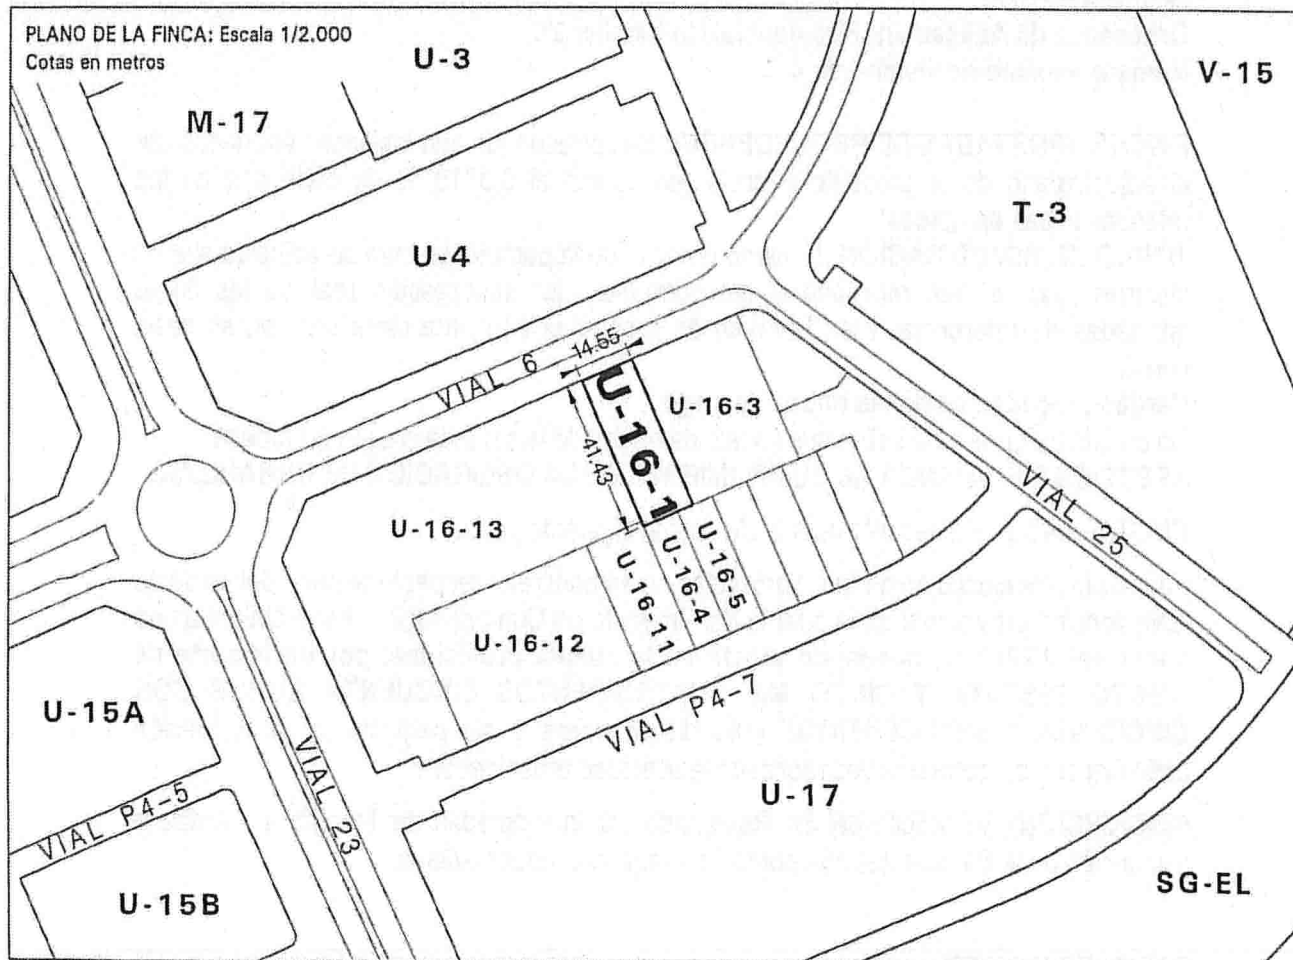 PLANO DE LA FINCA: Escala 1/2.000
Cotas en metros
U-3
V-15
M-17
T-3
U-4
VIAL 6
14.55
U-16-1
41.43
U-16-3
VIAL 25
U-16-13
U-16-5
U-16-4
U-16-11
U-16-12
VIAL P4-7
U-15A
VIAL 23
VIAL P4-5
U-17
U-15B
SG-EL